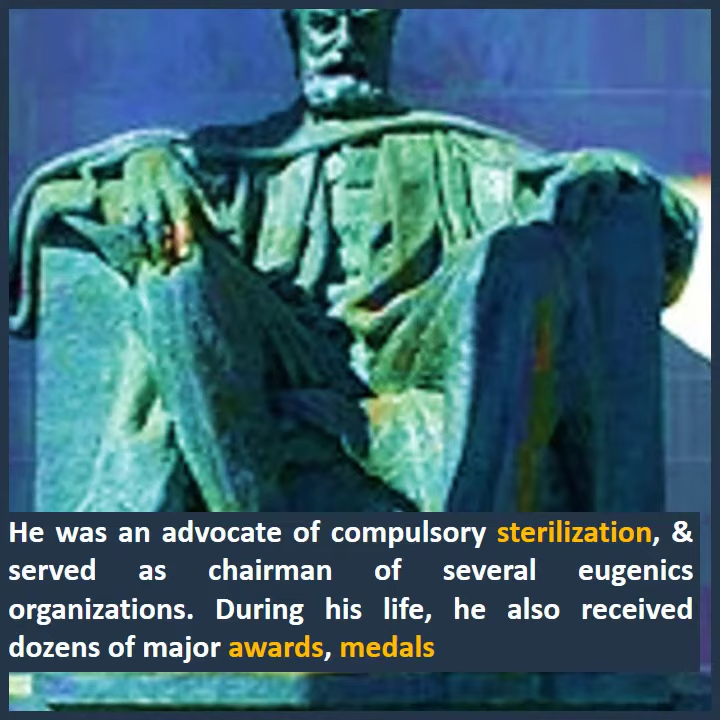 He was an advocate of compulsory sterilization, &
served as chairman of several eugenics
organizations. During his life, he also received
dozens of major awards, medals